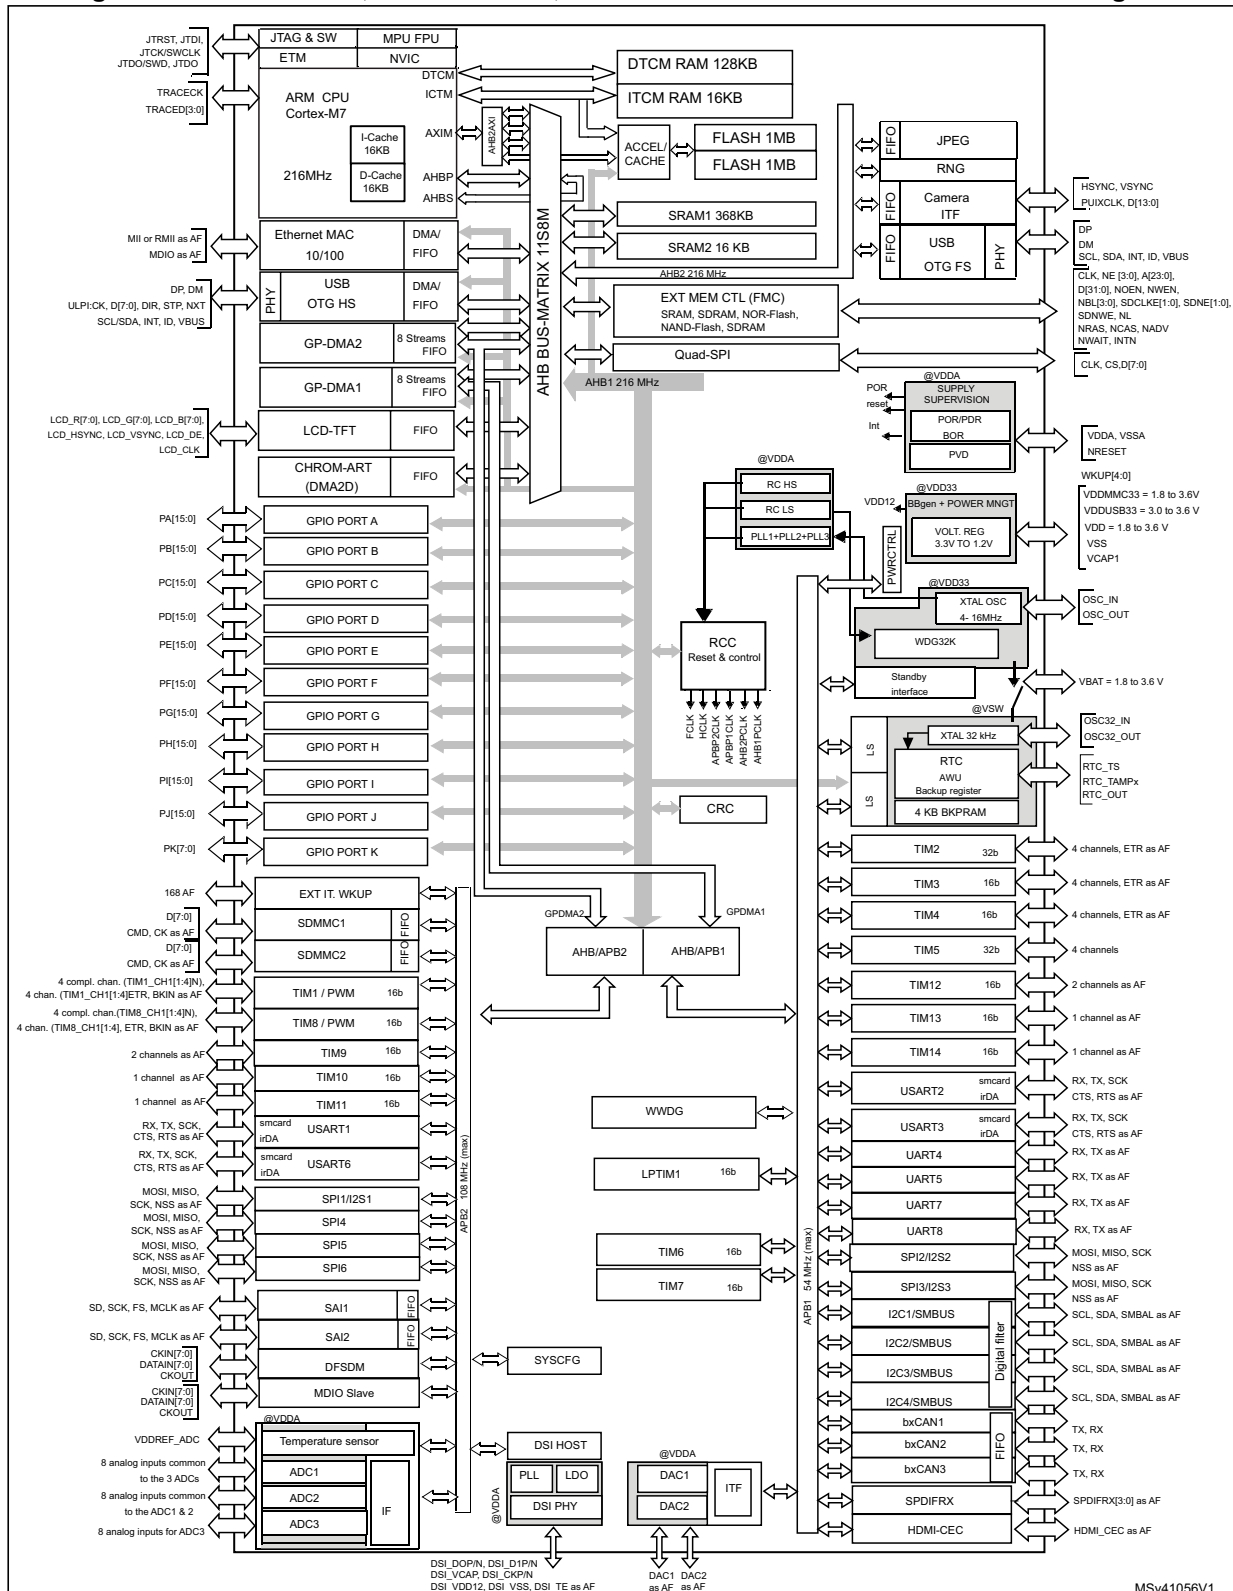 JTRST, JTDI,
JTCK/SWCLK
JTDO/SWD, JTDO
TRACECK
TRACED[3:0]
JTAG & SW
MPU FPU
ETM
NVIC
DTCM
ICTM
ARM CPU
Cortex-M7
AXIM
I-Cache
16KB
216MHz
D-Cache
16KB
AHBP
AHBS
AHB2AXI
AHB BUS-MATRIX 11S8M
DTCM RAM 128KB
ITCM RAM 16KB
ACCEL/
CACHE
FLASH 1MB
FLASH 1MB
SRAM1 368KB
SRAM2 16 KB
AHB2 216 MHz
EXT MEM CTL (FMC)
SRAM, SDRAM, NOR-Flash,
NAND-Flash, SDRAM
Quad-SPI
AHB1 216 MHz
FIFO
JPEG
RNG
FIFO
Camera
ITF
FIFO
USB
OTG FS
PHY
HSYNC, VSYNC
PUIXCLK, D[13:0]
DP
DM
SCL, SDA, INT, ID, VBUS
CLK, NE [3:0], A[23:0],
D[31:0], NOEN, NWEN,
NBL[3:0], SDCLKE[1:0], SDNE[1:0],
SDNWE, NL
NRAS, NCAS, NADV
NWAIT, INTN
CLK, CS,D[7:0]
MII or RMII as AF
MDIO as AF
Ethernet MAC
10/100
DMA/
FIFO
DP, DM
ULPI:CK, D[7:0], DIR, STP, NXT
SCL/SDA, INT, ID, VBUS
PHY
USB
OTG HS
DMA/
FIFO
GP-DMA2
8 Streams
FIFO
GP-DMA1
8 Streams
FIFO
LCD_R[7:0], LCD_G[7:0], LCD_B[7:0],
LCD_HSYNC, LCD_VSYNC, LCD_DE,
LCD_CLK
LCD-TFT
FIFO
CHROM-ART
(DMA2D)
FIFO
@VDDA
POR
reset
Int
SUPPLY
SUPERVISION
POR/PDR
BOR
PVD
VDDA, VSSA
NRESET
WKUP[4:0]
@VDDA
RC HS
RC LS
PLL1+PLL2+PLL3
@VDD33
VDD12
BBgen + POWER MNGT
VOLT. REG
3.3V TO 1.2V
VDDMMC33 = 1.8 to 3.6V
VDDUSB33 = 3.0 to 3.6 V
VDD = 1.8 to 3.6 V
VSS
VCAP1
PWRCTRL
@VDD33
XTAL OSC
4- 16MHz
OSC_IN
OSC_OUT
WDG32K
Standby
interface
VBAT = 1.8 to 3.6 V
@VSW
LS
LS
XTAL 32 kHz
RTC
AWU
Backup register
4 KB BKPRAM
OSC32_IN
OSC32_OUT
RTC_TS
RTC_TAMPx
RTC_OUT
RCC
Reset & control
FCLK
HCLK
APBP2CLK
APBP1CLK
AHB2PCLK
AHB1PCLK
CRC
PA[15:0]
GPIO PORT A
PB[15:0]
GPIO PORT B
PC[15:0]
GPIO PORT C
PD[15:0]
GPIO PORT D
PE[15:0]
GPIO PORT E
PF[15:0]
GPIO PORT F
PG[15:0]
GPIO PORT G
PH[15:0]
GPIO PORT H
PI[15:0]
GPIO PORT I
PJ[15:0]
GPIO PORT J
PK[7:0]
GPIO PORT K
168 AF
EXT IT. WKUP
D[7:0]
CMD, CK as AF
SDMMC1
FIFO
D[7:0]
CMD, CK as AF
SDMMC2
FIFO
4 compl. chan. (TIM1_CH1[1:4]N),
4 chan. (TIM1_CH1[1:4]ETR, BKIN as AF
TIM1 / PWM
16b
4 compl. chan.(TIM8_CH1[1:4]N),
4 chan. (TIM8_CH1[1:4], ETR, BKIN as AF
TIM8 / PWM
16b
2 channels as AF
TIM9
16b
1 channel as AF
TIM10
16b
1 channel as AF
TIM11
16b
RX, TX, SCK,
CTS, RTS as AF
smcard
irDA
USART1
RX, TX, SCK,
CTS, RTS as AF
smcard
irDA
USART6
MOSI, MISO,
SCK, NSS as AF
SPI1/I2S1
MOSI, MISO,
SCK, NSS as AF
SPI4
MOSI, MISO,
SCK, NSS as AF
SPI5
MOSI, MISO,
SCK, NSS as AF
SPI6
SD, SCK, FS, MCLK as AF
SAI1
FIFO
SD, SCK, FS, MCLK as AF
SAI2
FIFO
CKIN[7:0]
DATAIN[7:0]
CKOUT
DFSDM
CKIN[7:0]
DATAIN[7:0]
CKOUT
MDIO Slave
@VDDA
VDDREF_ADC
Temperature sensor
8 analog inputs common
to the 3 ADCs
ADC1
8 analog inputs common
to the ADC1 & 2
ADC2
8 analog inputs for ADC3
ADC3
IF
APB2 108 MHz (max)
GPDMA2
GPDMA1
AHB/APB2
AHB/APB1
WWDG
LPTIM1
16b
TIM6
16b
TIM7
16b
SYSCFG
DSI HOST
@VDDA
PLL
LDO
DSI PHY
DSI_DOP/N, DSI_D1P/N
DSI_VCAP, DSI_CKP/N
DSI_VDD12, DSI_VSS, DSI_TE as AF
@VDDA
DAC1
DAC2
ITF
DAC1
as AF
DAC2
as AF
APB1 54 MHz (max)
TIM2
32b
4 channels, ETR as AF
TIM3
16b
4 channels, ETR as AF
TIM4
16b
4 channels, ETR as AF
TIM5
32b
4 channels
TIM12
16b
2 channels as AF
TIM13
16b
1 channel as AF
TIM14
16b
1 channel as AF
USART2
smcard
irDA
RX, TX, SCK
CTS, RTS as AF
USART3
smcard
irDA
RX, TX, SCK
CTS, RTS as AF
UART4
RX, TX as AF
UART5
RX, TX as AF
UART7
RX, TX as AF
UART8
RX, TX as AF
SPI2/I2S2
MOSI, MISO, SCK
NSS as AF
SPI3/I2S3
MOSI, MISO, SCK
NSS as AF
I2C1/SMBUS
SCL, SDA, SMBAL as AF
I2C2/SMBUS
SCL, SDA, SMBAL as AF
I2C3/SMBUS
SCL, SDA, SMBAL as AF
I2C4/SMBUS
SCL, SDA, SMBAL as AF
Digital filter
bxCAN1
TX, RX
bxCAN2
TX, RX
bxCAN3
TX, RX
FIFO
SPDIFRX
SPDIFRX[3:0] as AF
HDMI-CEC
HDMI_CEC as AF
MSv41056V1